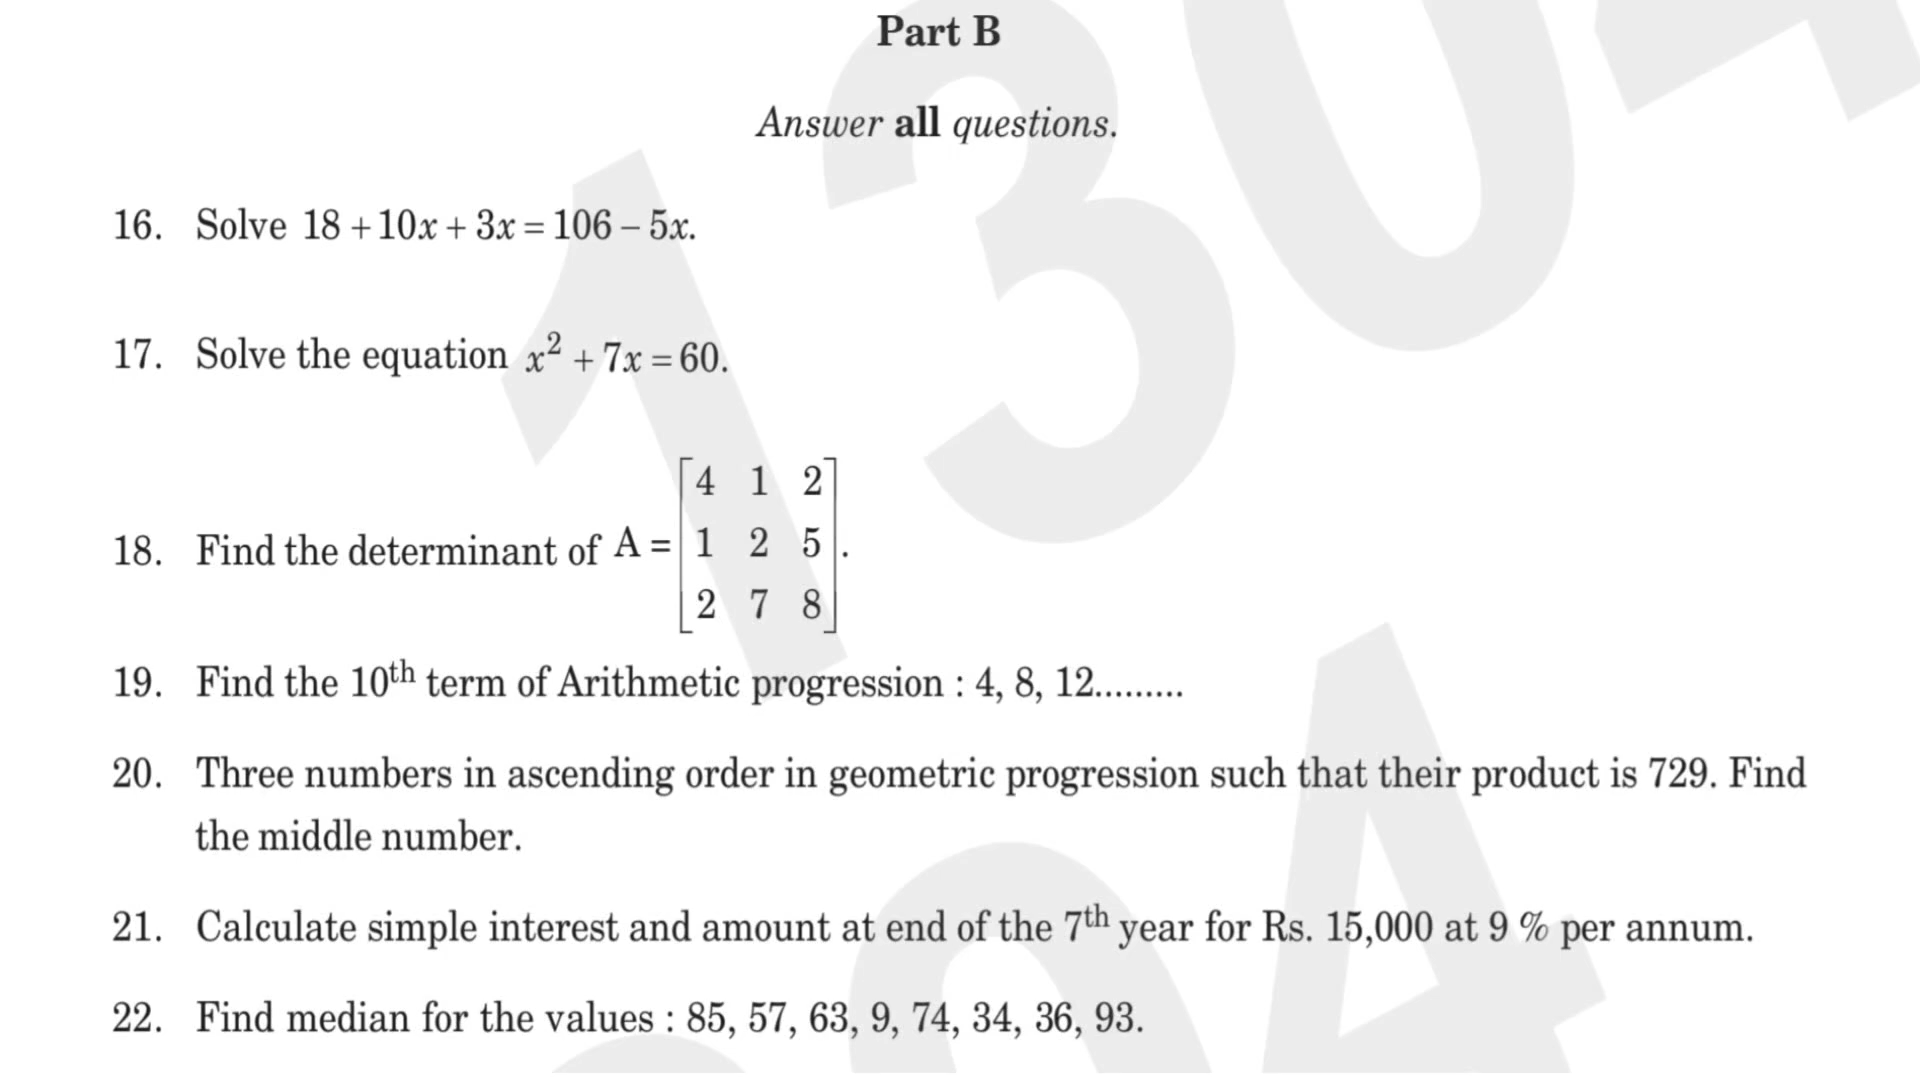 Part B
Answer all questions.
16. Solve 18 + 10x + 3x = 106 – 5x.
17. Solve the equation x² + 7x = 60.
18. Find the determinant of A = [4 1 2
1 2 5
2 7 8].
19. Find the 10th term of Arithmetic progression : 4, 8, 12.........
20. Three numbers in ascending order in geometric progression such that their product is 729. Find
the middle number.
21. Calculate simple interest and amount at end of the 7th year for Rs. 15,000 at 9 % per annum.
22. Find median for the values : 85, 57, 63, 9, 74, 34, 36, 93.